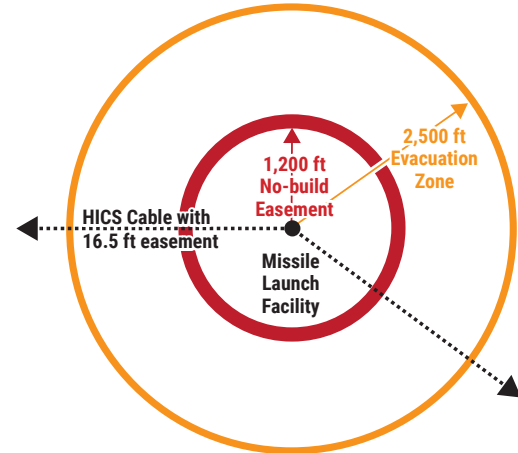 2,500 ft
Evacuation
Zone
1,200 ft
No-build
Easement
HICS Cable with
16.5 ft easement
Missile
Launch
Facility